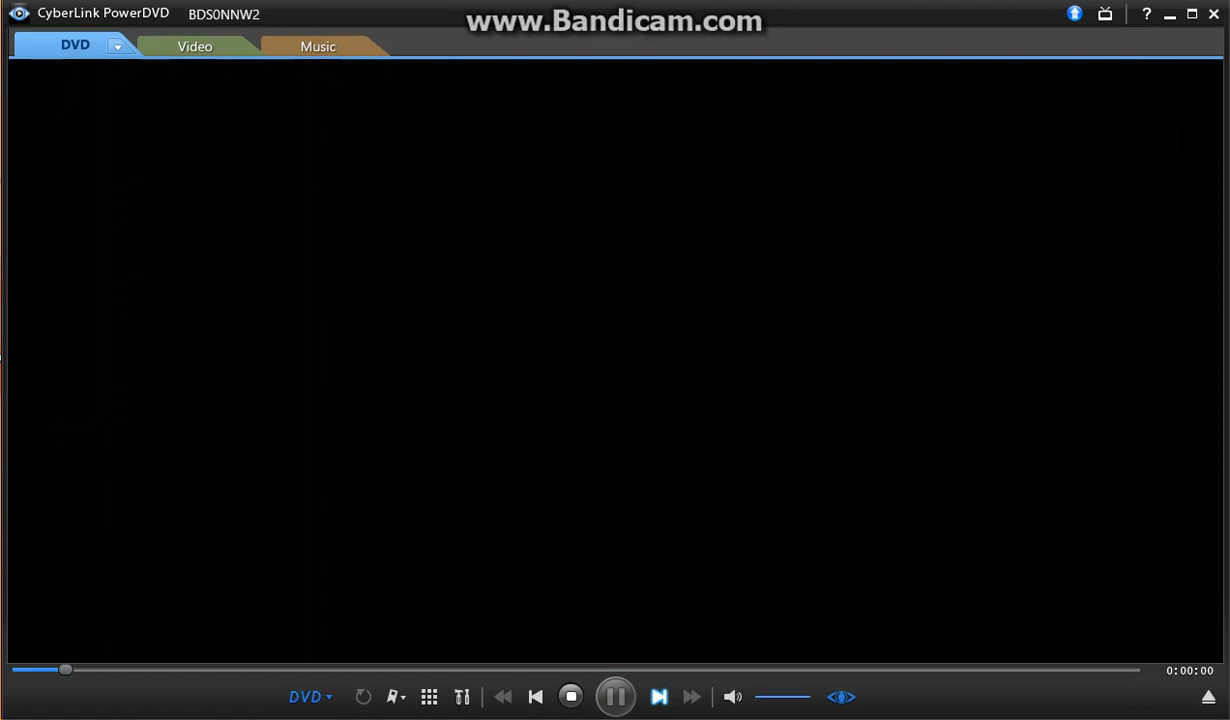 CyberLink PowerDVD BDS0NNW2
www.Bandicam.com
?
DVD Video Music
0:00:00
DVD